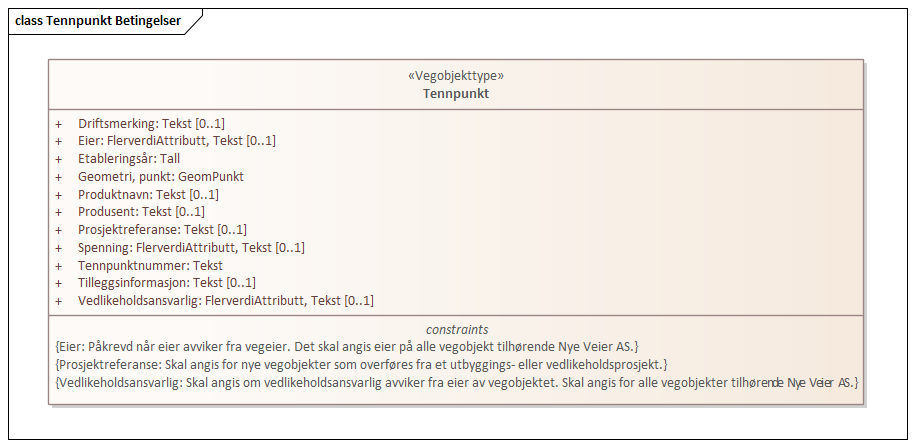 class Tennpunkt Betingelser
«Vegobjekttype»
Tennpunkt
+ Driftsmerking: Tekst [0..1]
+ Eier: FlerverdiAttributt, Tekst [0..1]
+ Etableringsår: Tall
+ Geometri, punkt: GeomPunkt
+ Produktnavn: Tekst [0..1]
+ Produsent: Tekst [0..1]
+ Prosjektreferanse: Tekst [0..1]
+ Spenning: FlerverdiAttributt, Tekst [0..1]
+ Tennpunktnummer: Tekst
+ Tilleggsinformasjon: Tekst [0..1]
+ Vedlikeholdsansvarlig: FlerverdiAttributt, Tekst [0..1]
constraints
{Eier: Påkrevd når eier avviker fra vegeier. Det skal angis eier på alle vegobjekt tilhørende Nye Veier AS.}
{Prosjektreferanse: Skal angis for nye vegobjekter som overføres fra et utbyggings- eller vedlikeholdsprosjekt.}
{Vedlikeholdsansvarlig: Skal angis om vedlikeholdsansvarlig avviker fra eier av vegobjektet. Skal angis for alle vegobjekter tilhørende Nye Veier AS.}